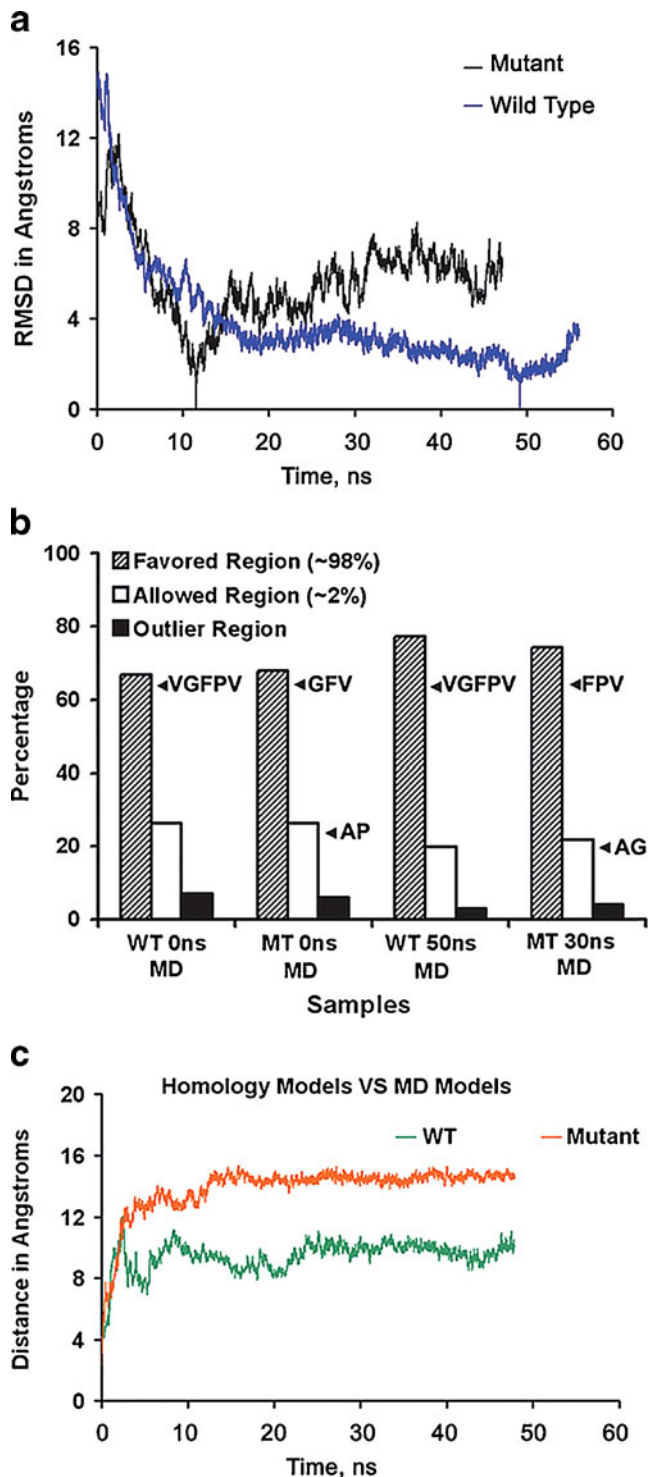 a
16
12
8
4
0
RMSD in Angstroms
Mutant
Wild Type
0 10 20 30 40 50 60
Time, ns
b
100
80
60
40
20
0
Percentage
Favored Region (~98%)
Allowed Region (~2%)
Outlier Region
◄VGFPV
◄GFV
◄VGFPV
◄FPV
◄AP
◄AG
WT 0ns MT 0ns WT 50ns MT 30ns
MD MD MD MD
Samples
c
Homology Models VS MD Models
20
16
12
8
4
0
Distance in Angstroms
WT
Mutant
0 10 20 30 40 50 60
Time, ns